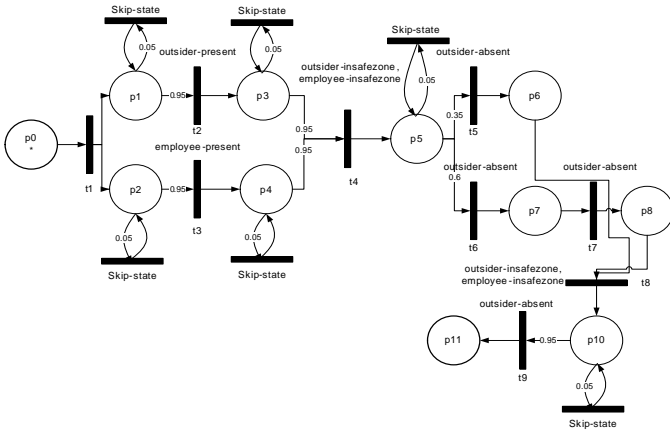 Skip-state
Skip-state
Skip-state
0.05
0.05
0.05
outsider-present
outsider-insafezone,
employee-insafezone
outsider-absent
p1
0.95
p3
p5
0.35
p6
t2
0.95
t5
p0
*
employee-present
0.95
t4
outsider-absent
outsider-absent
t1
0.6
p2
0.95
p4
p7
p8
t3
t6
t7
0.05
0.05
Skip-state
Skip-state
outsider-insafezone,
employee-insafezone
t8
outsider-absent
p11
0.95
p10
t9
0.05
Skip-state